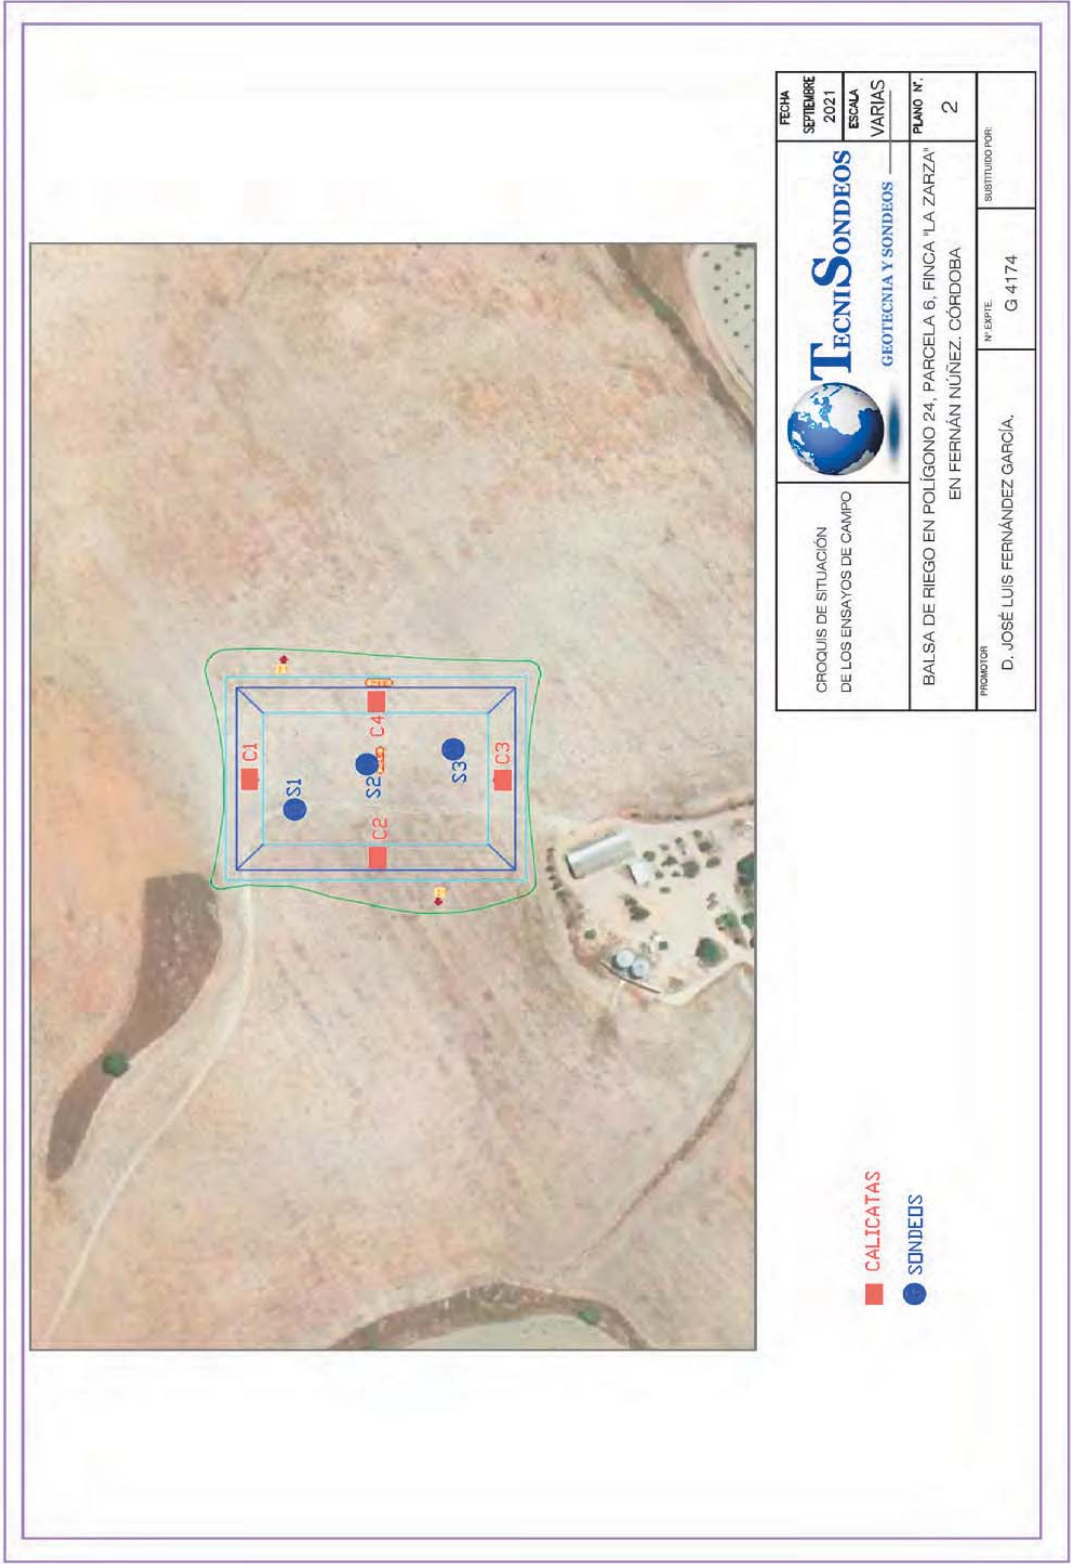 C1
S1
C4
S2
C2
S3
C3
CALICATAS
SONDEOS
CROQUIS DE SITUACIÓN
DE LOS ENSAYOS DE CAMPO
TECNISONDEOS
GEOTECNIA Y SONDEOS
FECHA
SEPTIEMBRE
2021
ESCALA
VARIAS
BALSA DE RIEGO EN POLÍGONO 24, PARCELA 6, FINCA "LA ZARZA"
EN FERNÁN NÚÑEZ. CÓRDOBA
PLANO Nº.
2
PROMOTOR
D. JOSÉ LUIS FERNÁNDEZ GARCÍA.
Nº EXPTE.
G 4174
SUSTITUIDO POR: